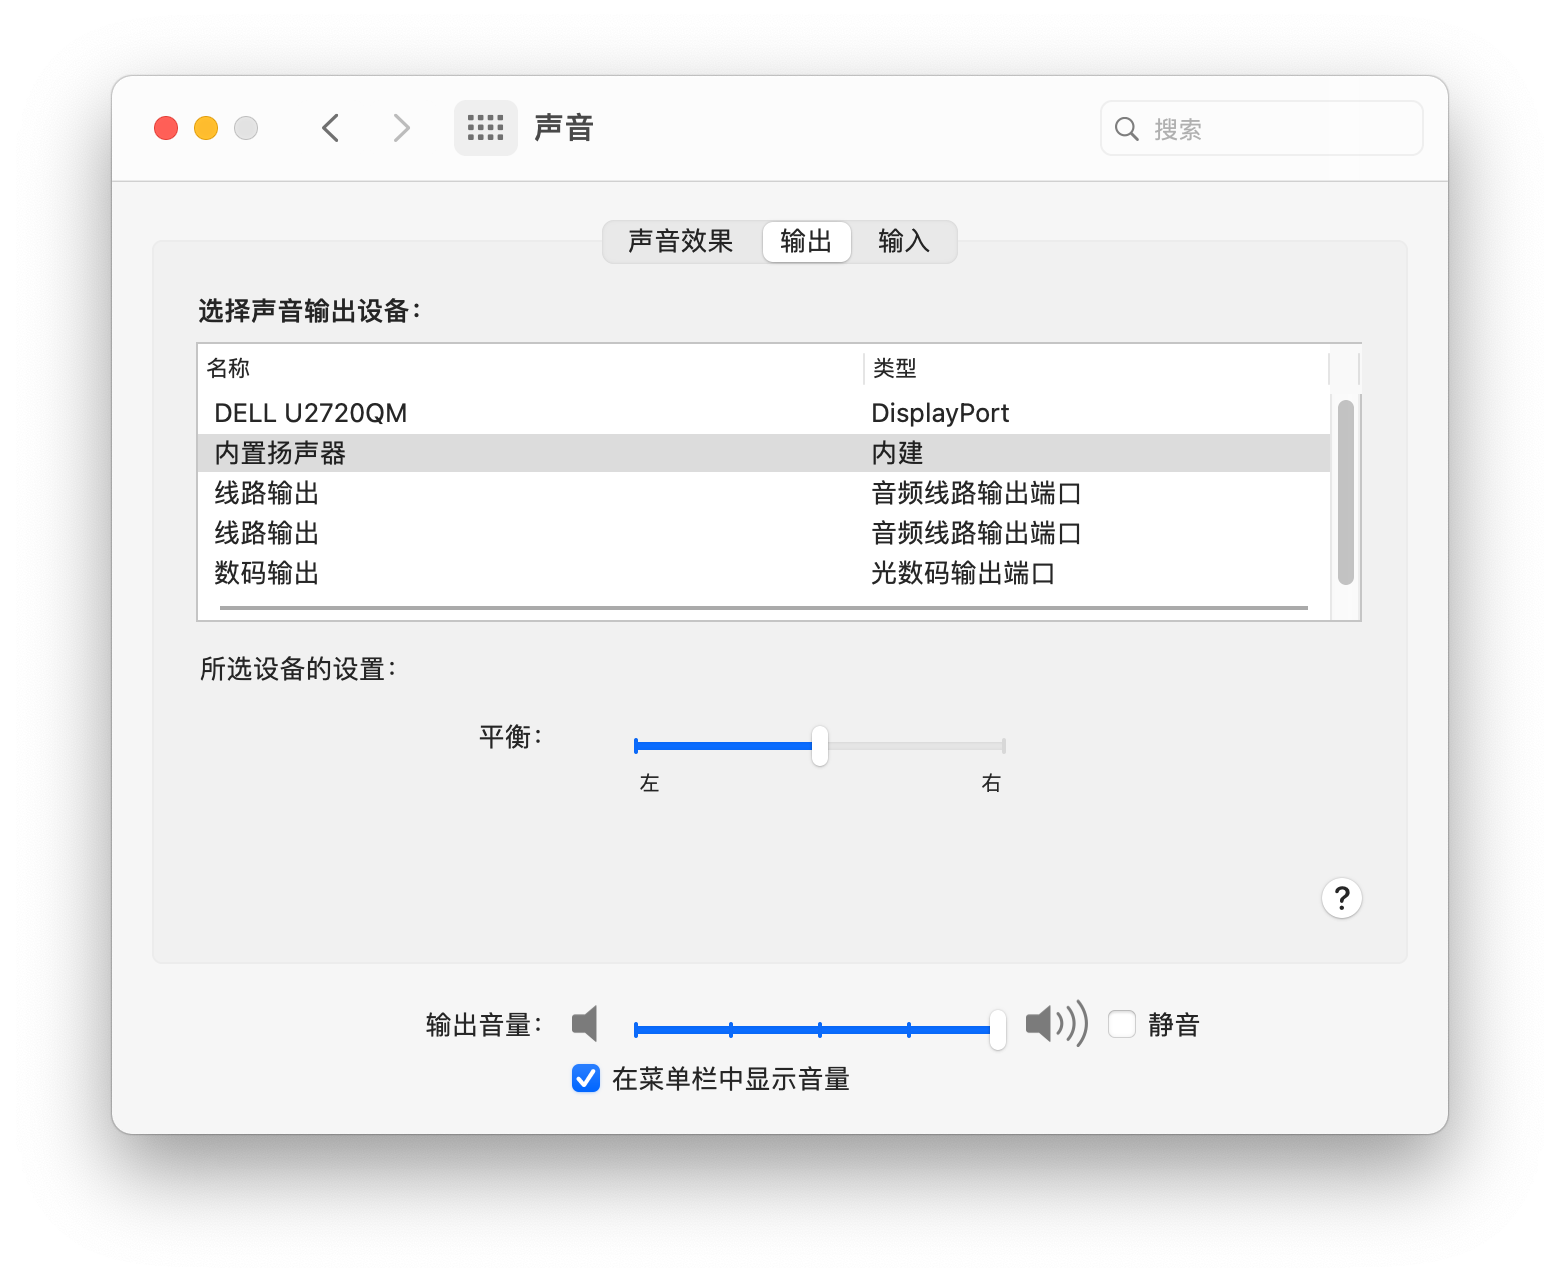 声音
搜索
声音效果 输出 输入
选择声音输出设备：
名称 类型
DELL U2720QM DisplayPort
内置扬声器 内建
线路输出 音频线路输出端口
线路输出 音频线路输出端口
数码输出 光数码输出端口
所选设备的设置：
平衡：
左 右
?
输出音量： 静音
在菜单栏中显示音量